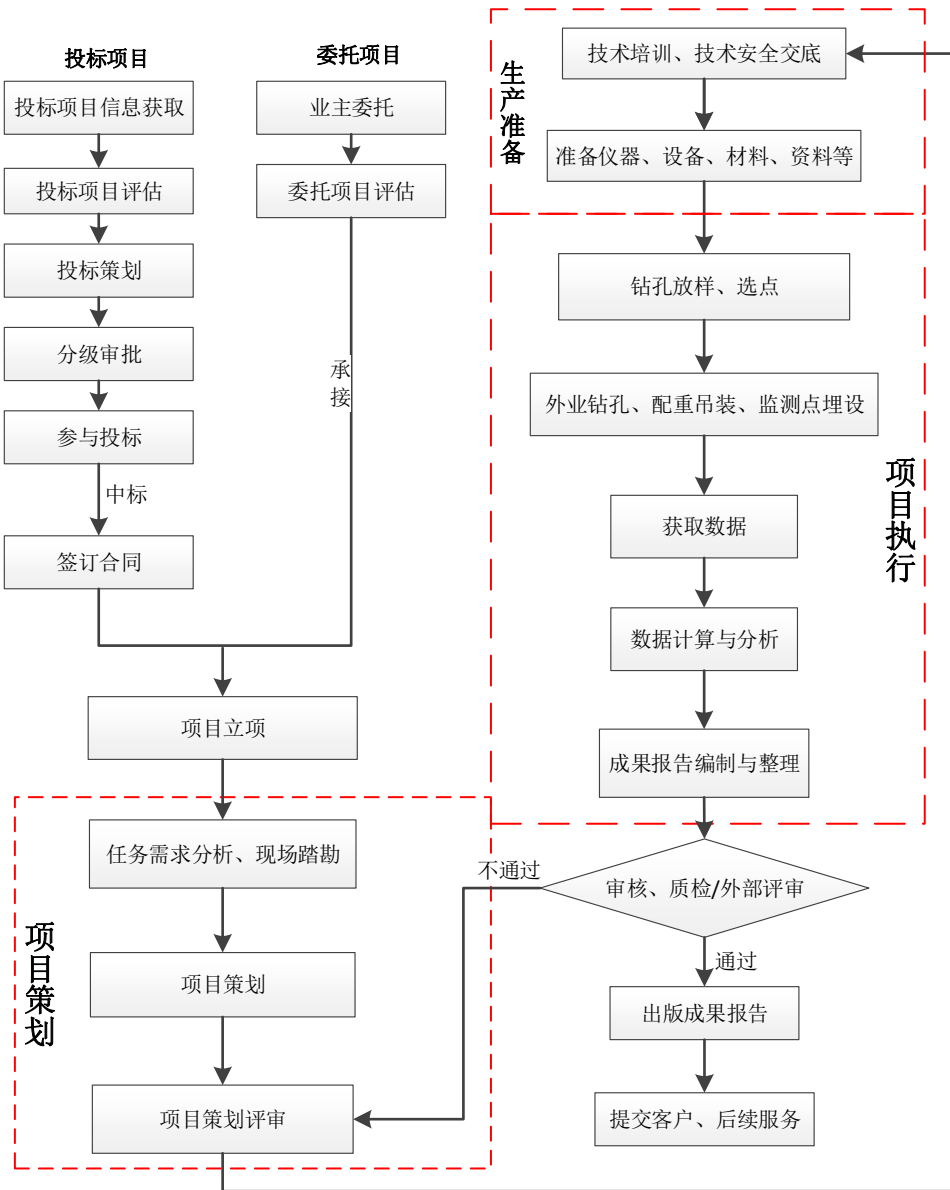 投标项目
投标项目信息获取
投标项目评估
投标策划
分级审批
参与投标
中标
签订合同
委托项目
业主委托
委托项目评估
承
接
项目立项
项目策划
任务需求分析、现场踏勘
项目策划
项目策划评审
生产准备
技术培训、技术安全交底
准备仪器、设备、材料、资料等
项目执行
钻孔放样、选点
外业钻孔、配重吊装、监测点埋设
获取数据
数据计算与分析
成果报告编制与整理
审核、质检/外部评审
不通过
通过
出版成果报告
提交客户、后续服务